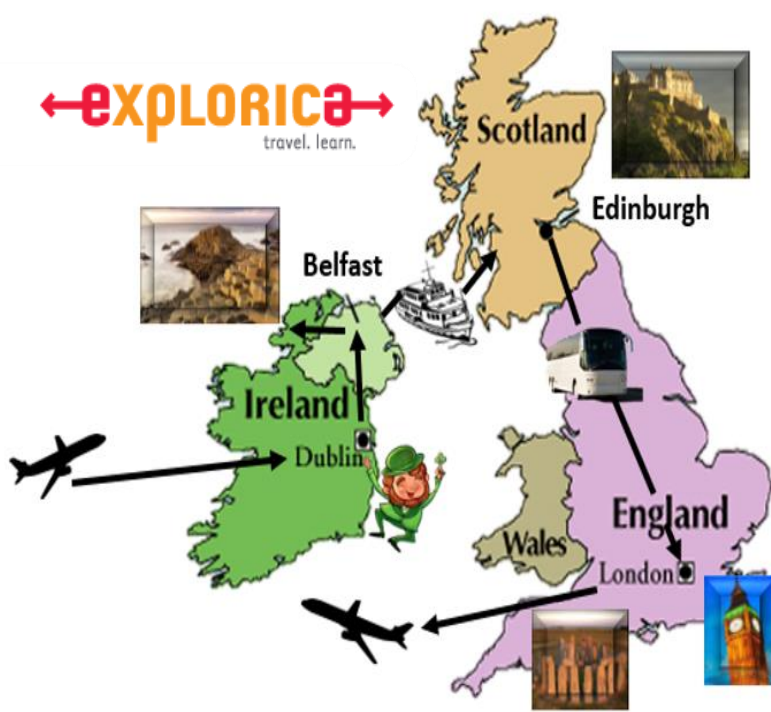 eXPLORICa
travel. learn.
Scotland
Edinburgh
Belfast
Ireland
Dublin
England
Wales
London